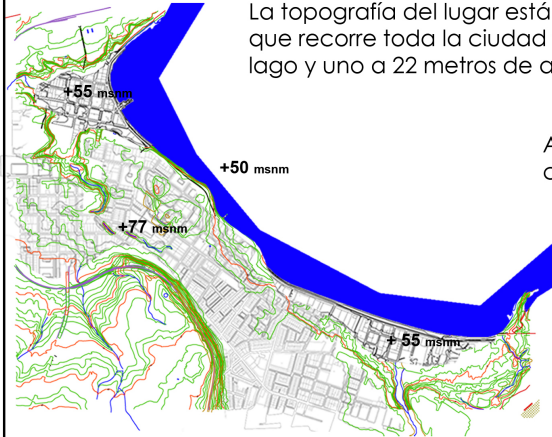 La topografía del lugar está
que recorre toda la ciudad
lago y uno a 22 metros de a
A
+55 msnm
+50 msnm
+77 msnm
+ 55 msnm